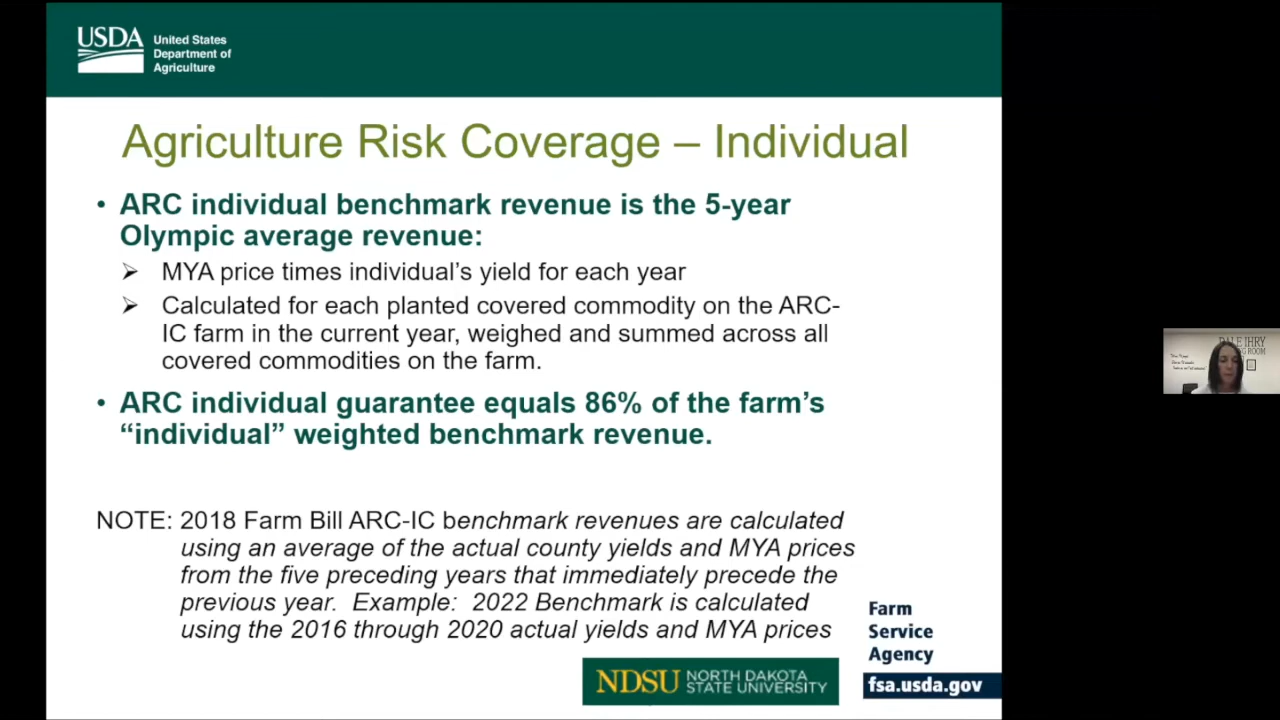 USDA United States
Department of
Agriculture
Agriculture Risk Coverage – Individual
• ARC individual benchmark revenue is the 5-year
Olympic average revenue:
➢ MYA price times individual’s yield for each year
➢ Calculated for each planted covered commodity on the ARC-
IC farm in the current year, weighed and summed across all
covered commodities on the farm.
• ARC individual guarantee equals 86% of the farm’s
“individual” weighted benchmark revenue.
NOTE: 2018 Farm Bill ARC-IC benchmark revenues are calculated
using an average of the actual county yields and MYA prices
from the five preceding years that immediately precede the
previous year. Example: 2022 Benchmark is calculated
using the 2016 through 2020 actual yields and MYA prices
Farm
Service
Agency
fsa.usda.gov
NDSU NORTH DAKOTA
STATE UNIVERSITY
IHRY
ROOM